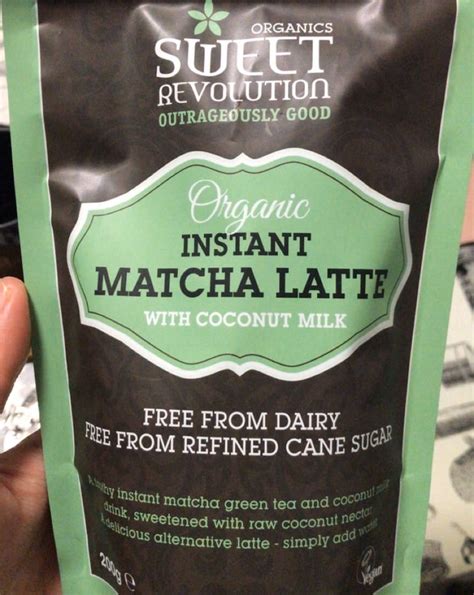 ORGANICS
SWEET
REVOLUTION
OUTRAGEOUSLY GOOD
Organic
INSTANT
MATCHA LATTE
WITH COCONUT MILK
FREE FROM DAIRY
FREE FROM REFINED CANE SUGAR
instant matcha green tea and coconut milk
drink, sweetened with raw coconut nectar.
A delicious alternative latte - simply add water
200g e
Vegan